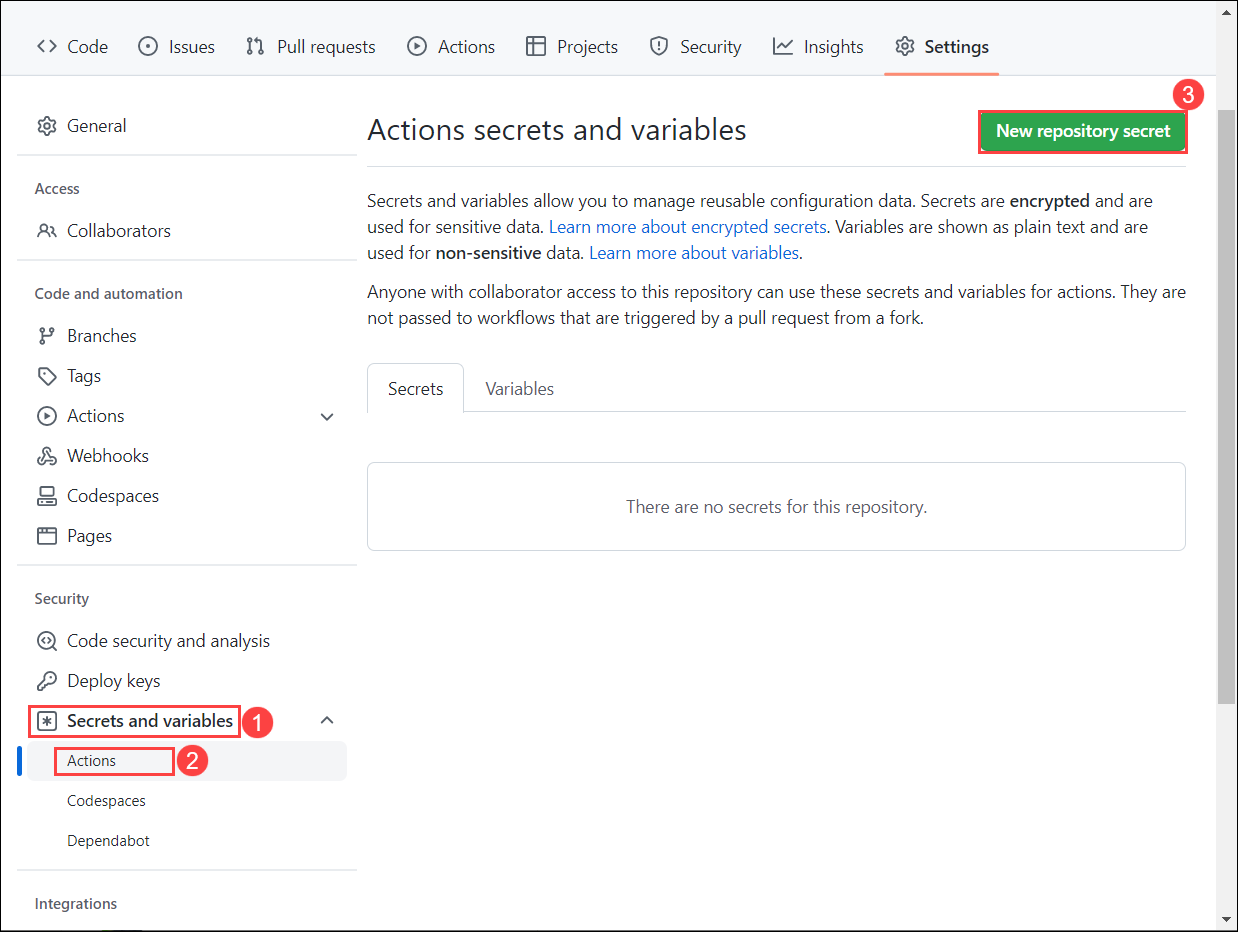 Code Issues Pull requests Actions Projects Security Insights Settings
General
Access
Collaborators
Code and automation
Branches
Tags
Actions
Webhooks
Codespaces
Pages
Security
Code security and analysis
Deploy keys
Secrets and variables 1
Actions 2
Codespaces
Dependabot
Integrations
3
Actions secrets and variables New repository secret
Secrets and variables allow you to manage reusable configuration data. Secrets are encrypted and are
used for sensitive data. Learn more about encrypted secrets. Variables are shown as plain text and are
used for non-sensitive data. Learn more about variables.
Anyone with collaborator access to this repository can use these secrets and variables for actions. They are
not passed to workflows that are triggered by a pull request from a fork.
Secrets Variables
There are no secrets for this repository.